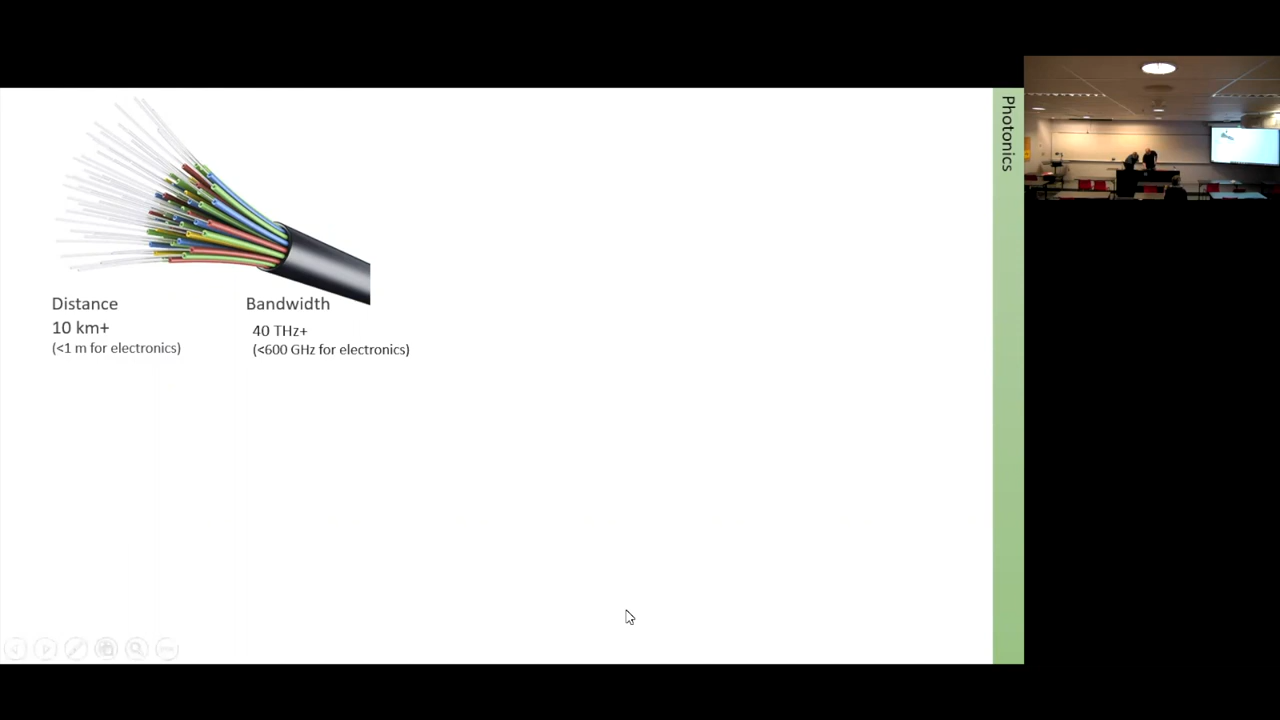 Photonics
Distance
10 km+
(<1 m for electronics)
Bandwidth
40 THz+
(<600 GHz for electronics)